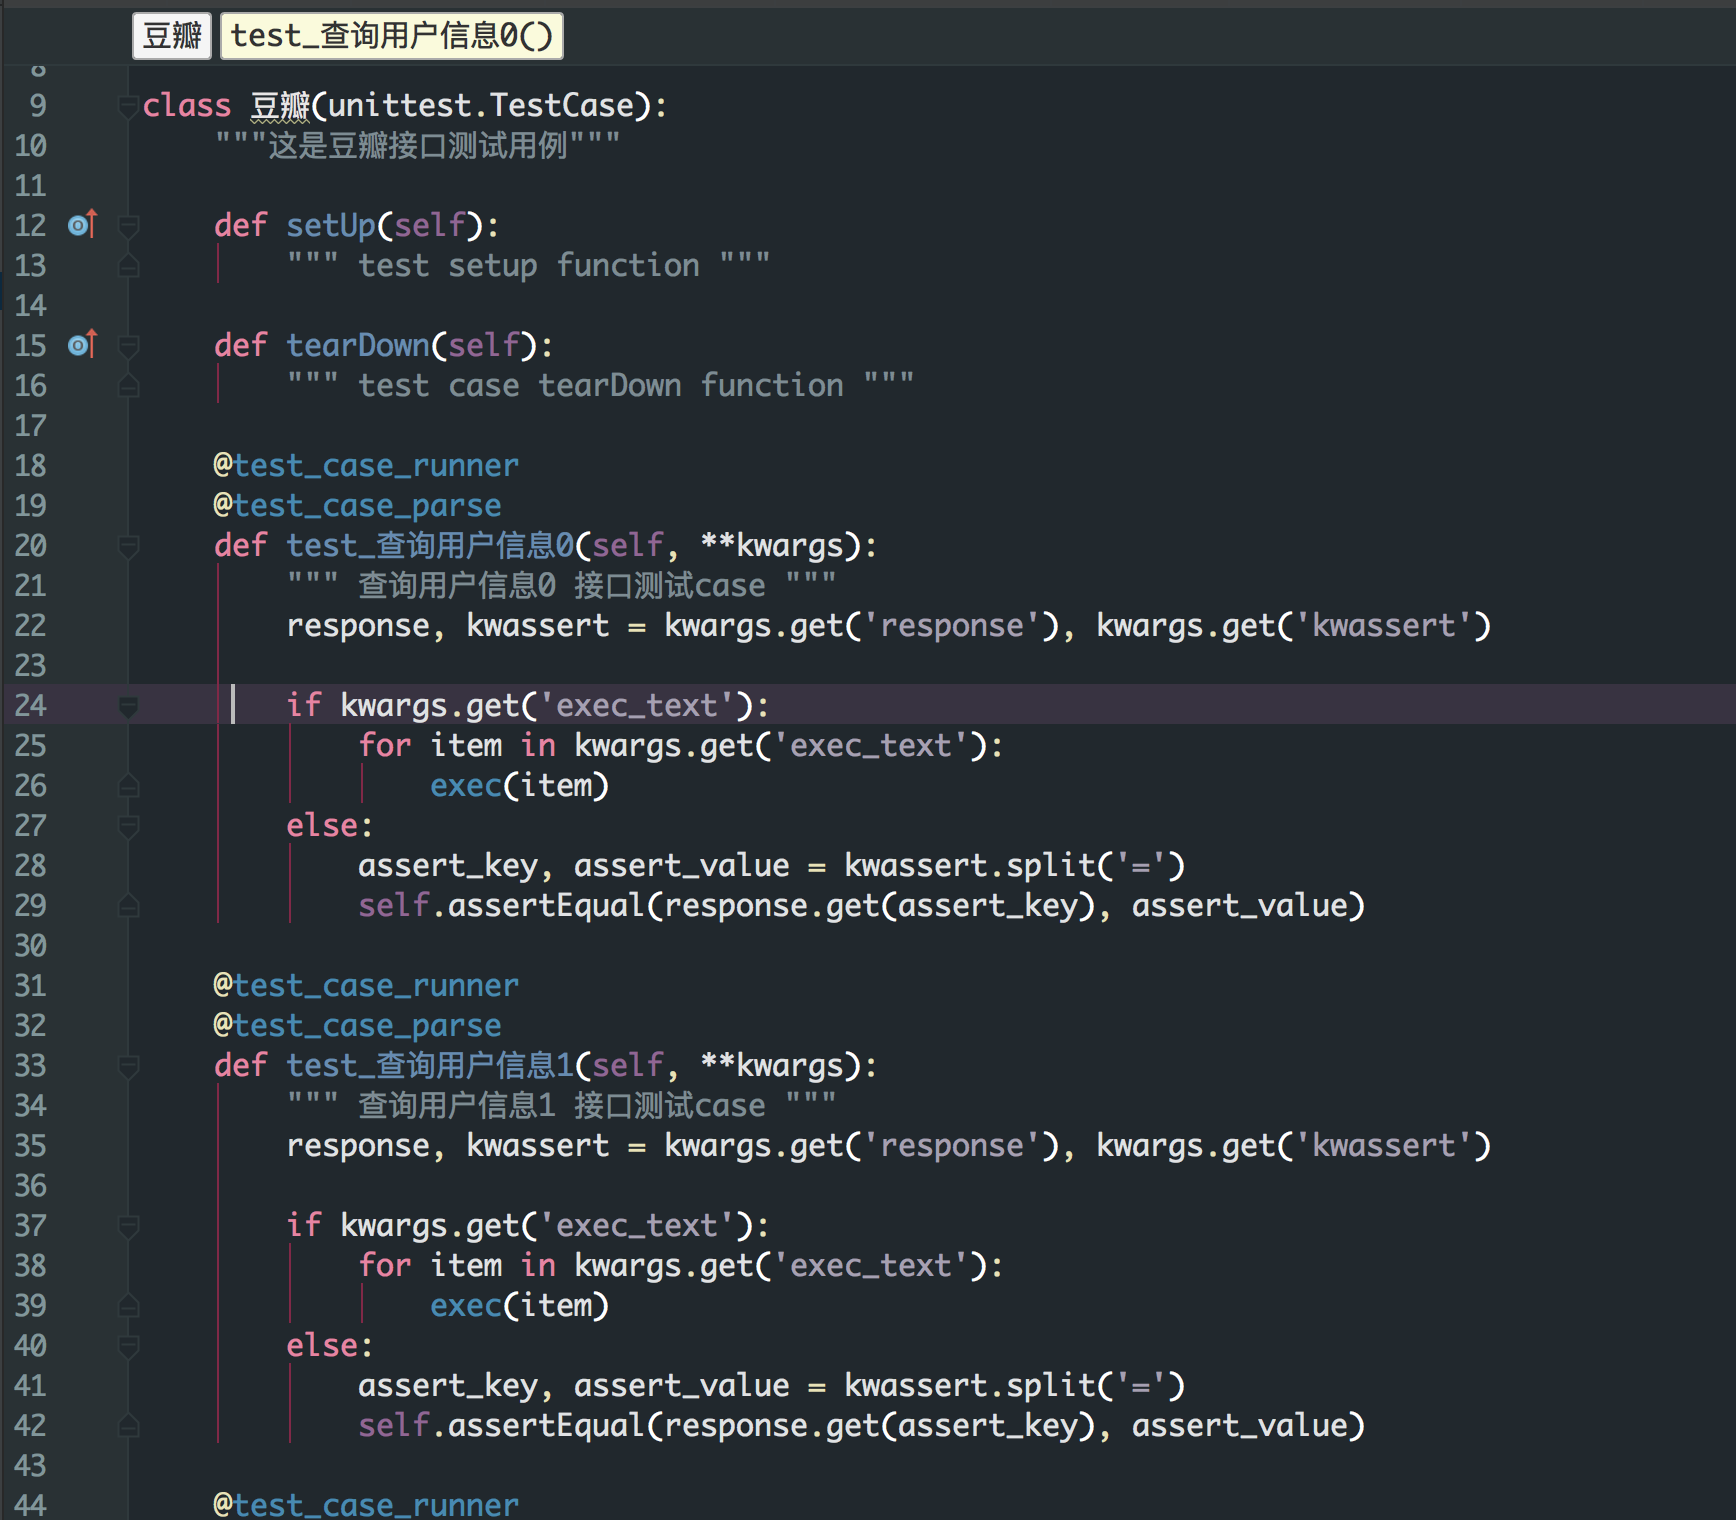 豆瓣 test_查询用户信息0()
8
9 class 豆瓣(unittest.TestCase):
10 """这是豆瓣接口测试用例"""
11
12 def setUp(self):
13 """ test setup function """
14
15 def tearDown(self):
16 """ test case tearDown function """
17
18 @test_case_runner
19 @test_case_parse
20 def test_查询用户信息0(self, **kwargs):
21 """ 查询用户信息0 接口测试case """
22 response, kwassert = kwargs.get('response'), kwargs.get('kwassert')
23
24 if kwargs.get('exec_text'):
25 for item in kwargs.get('exec_text'):
26 exec(item)
27 else:
28 assert_key, assert_value = kwassert.split('=')
29 self.assertEqual(response.get(assert_key), assert_value)
30
31 @test_case_runner
32 @test_case_parse
33 def test_查询用户信息1(self, **kwargs):
34 """ 查询用户信息1 接口测试case """
35 response, kwassert = kwargs.get('response'), kwargs.get('kwassert')
36
37 if kwargs.get('exec_text'):
38 for item in kwargs.get('exec_text'):
39 exec(item)
40 else:
41 assert_key, assert_value = kwassert.split('=')
42 self.assertEqual(response.get(assert_key), assert_value)
43
44 @test_case_runner